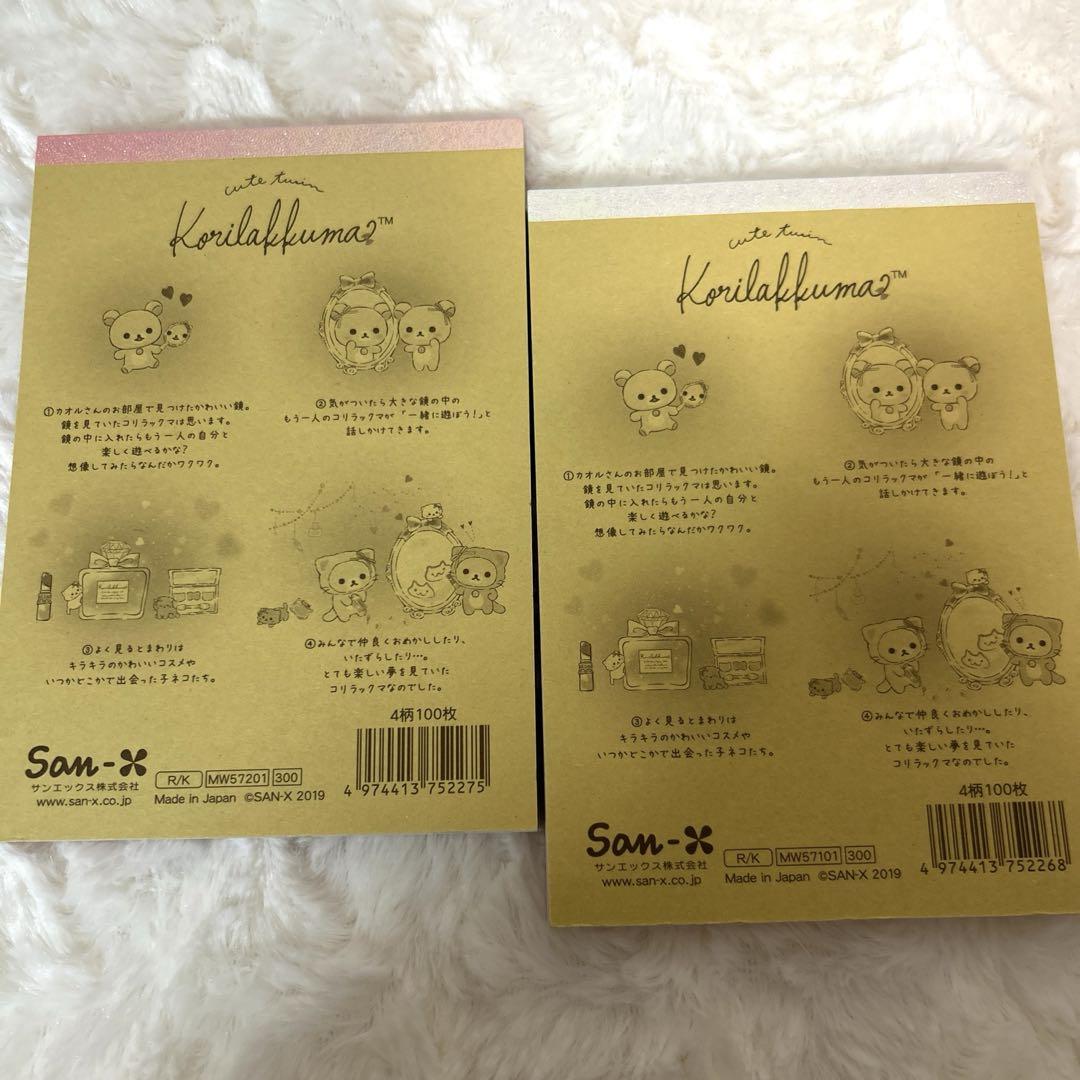 cute twin
Korilakkuma2™
①カオルさんのお部屋で見つけたかわいい鏡。
鏡を見ていたコリラックマは思います。
鏡の中に入れたらもう一人の自分と
楽しく遊べるかな?
想像してみたらなんだかワクワク。
②気がついたら大きな鏡の中の
もう一人のコリラックマが「一緒に遊ぼう!」と
話しかけてきます。
③よく見るとまわりは
キラキラのかわいいコスメや
いつかどこかで出会った子ネコたち。
④みんなで仲良くおめかししたり、
いたずらしたり…。
とても楽しい夢を見ていた
コリラックマなのでした。
4柄100枚
San-X
サンエックス株式会社
www.san-x.co.jp
R/K MW57201 300
Made in Japan ©SAN-X 2019
4 974413 752275
cute twin
Korilakkuma2™
①カオルさんのお部屋で見つけたかわいい鏡。
鏡を見ていたコリラックマは思います。
鏡の中に入れたらもう一人の自分と
楽しく遊べるかな?
想像してみたらなんだかワクワク。
②気がついたら大きな鏡の中の
もう一人のコリラックマが「一緒に遊ぼう!」と
話しかけてきます。
③よく見るとまわりは
キラキラのかわいいコスメや
いつかどこかで出会った子ネコたち。
④みんなで仲良くおめかししたり、
いたずらしたり…。
とても楽しい夢を見ていた
コリラックマなのでした。
4柄100枚
San-X
サンエックス株式会社
www.san-x.co.jp
R/K MW57101 300
Made in Japan ©SAN-X 2019
4 974413 752268